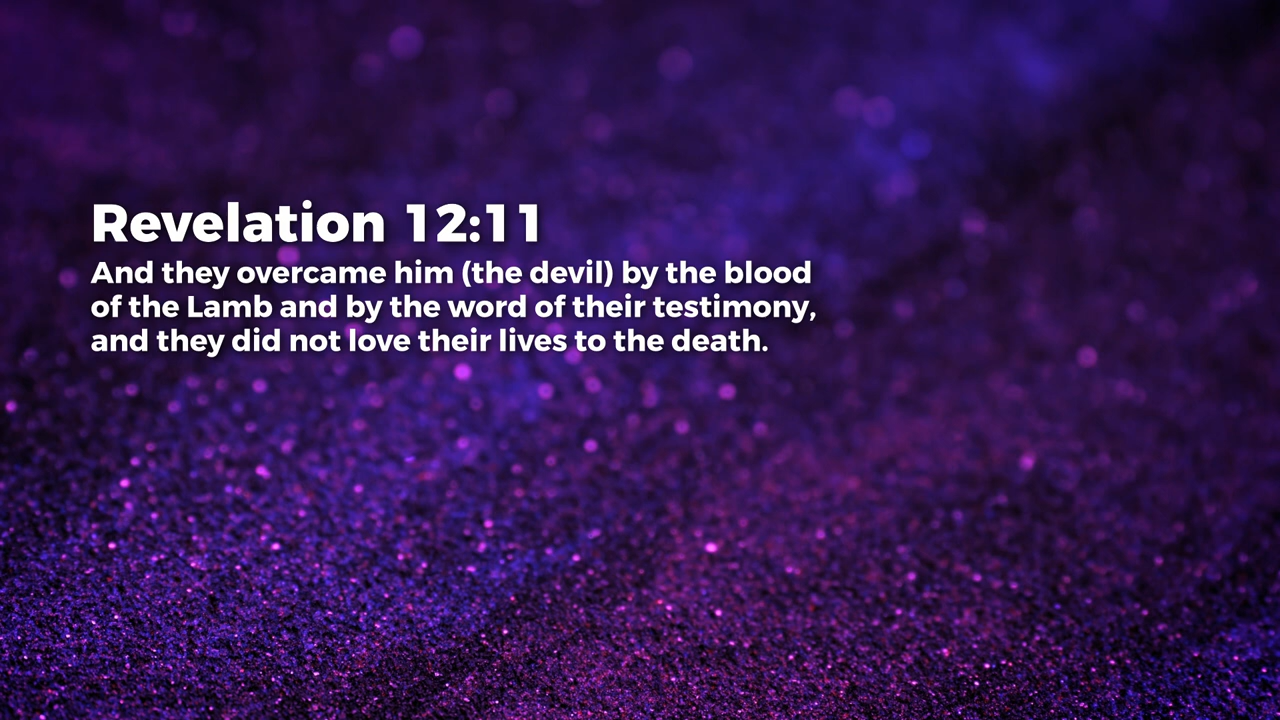 Revelation 12:11
And they overcame him (the devil) by the blood
of the Lamb and by the word of their testimony,
and they did not love their lives to the death.